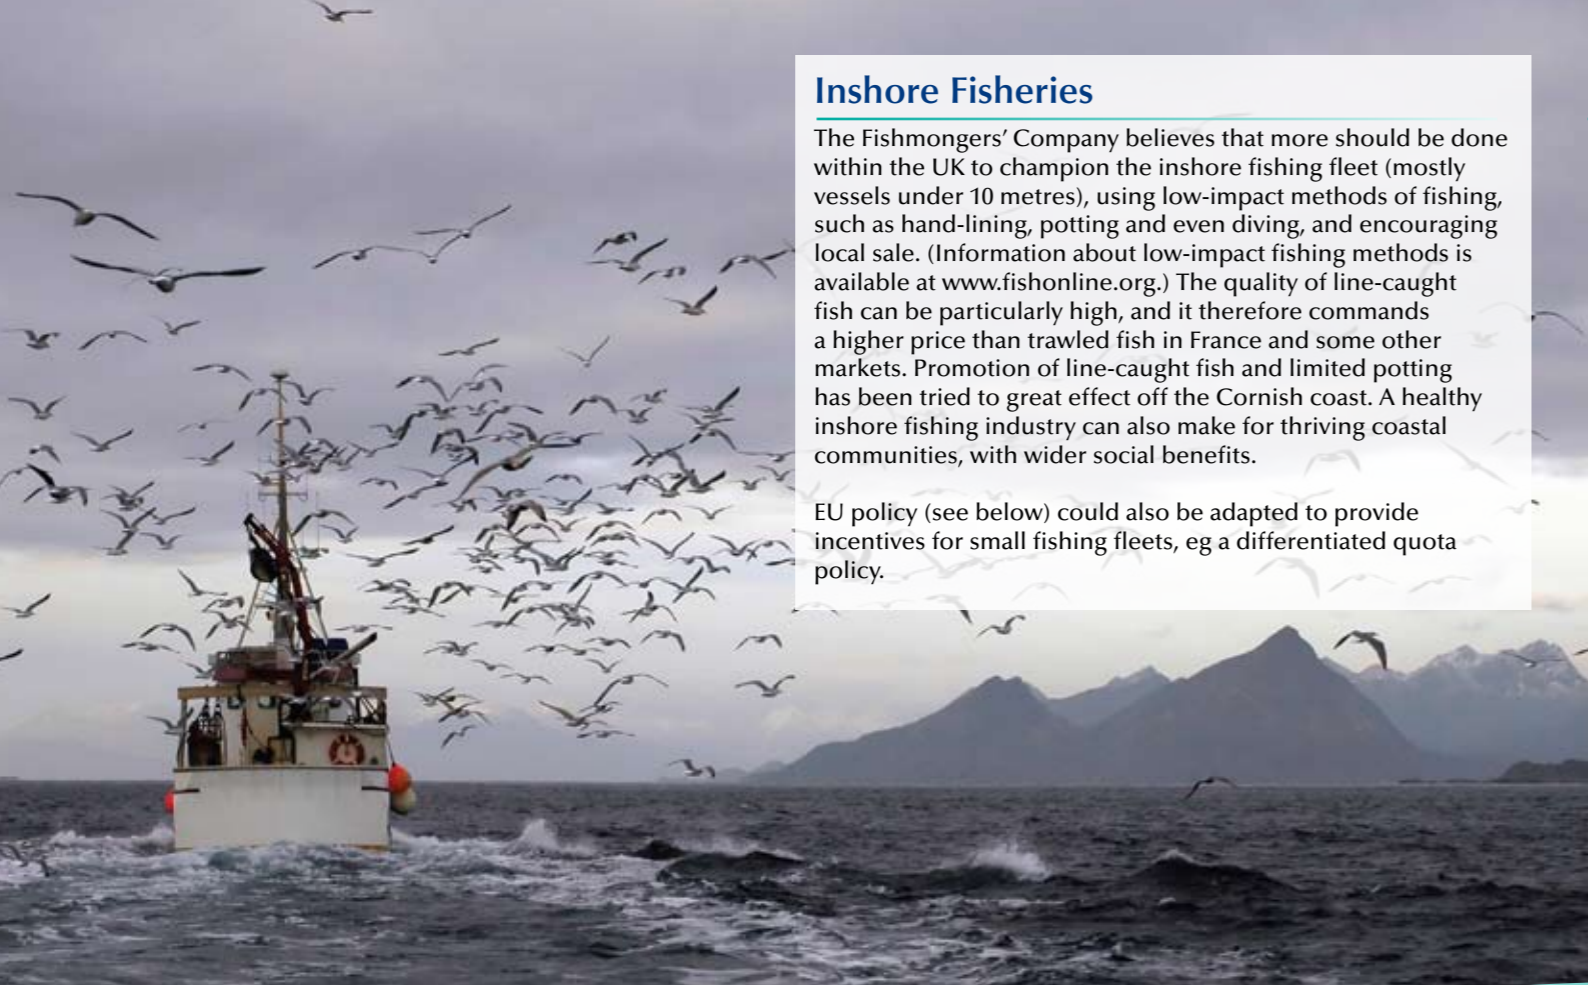 Inshore Fisheries
The Fishmongers’ Company believes that more should be done
within the UK to champion the inshore fishing fleet (mostly
vessels under 10 metres), using low-impact methods of fishing,
such as hand-lining, potting and even diving, and encouraging
local sale. (Information about low-impact fishing methods is
available at www.fishonline.org.) The quality of line-caught
fish can be particularly high, and it therefore commands
a higher price than trawled fish in France and some other
markets. Promotion of line-caught fish and limited potting
has been tried to great effect off the Cornish coast. A healthy
inshore fishing industry can also make for thriving coastal
communities, with wider social benefits.
EU policy (see below) could also be adapted to provide
incentives for small fishing fleets, eg a differentiated quota
policy.